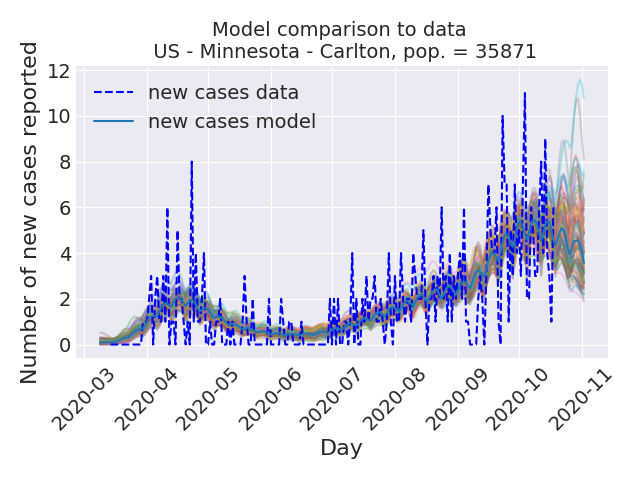 Model comparison to data
US - Minnesota - Carlton, pop. = 35871
Number of new cases reported
12
10
8
6
4
2
0
new cases data
new cases model
2020-03
2020-04
2020-05
2020-06
2020-07
2020-08
2020-09
2020-10
2020-11
Day